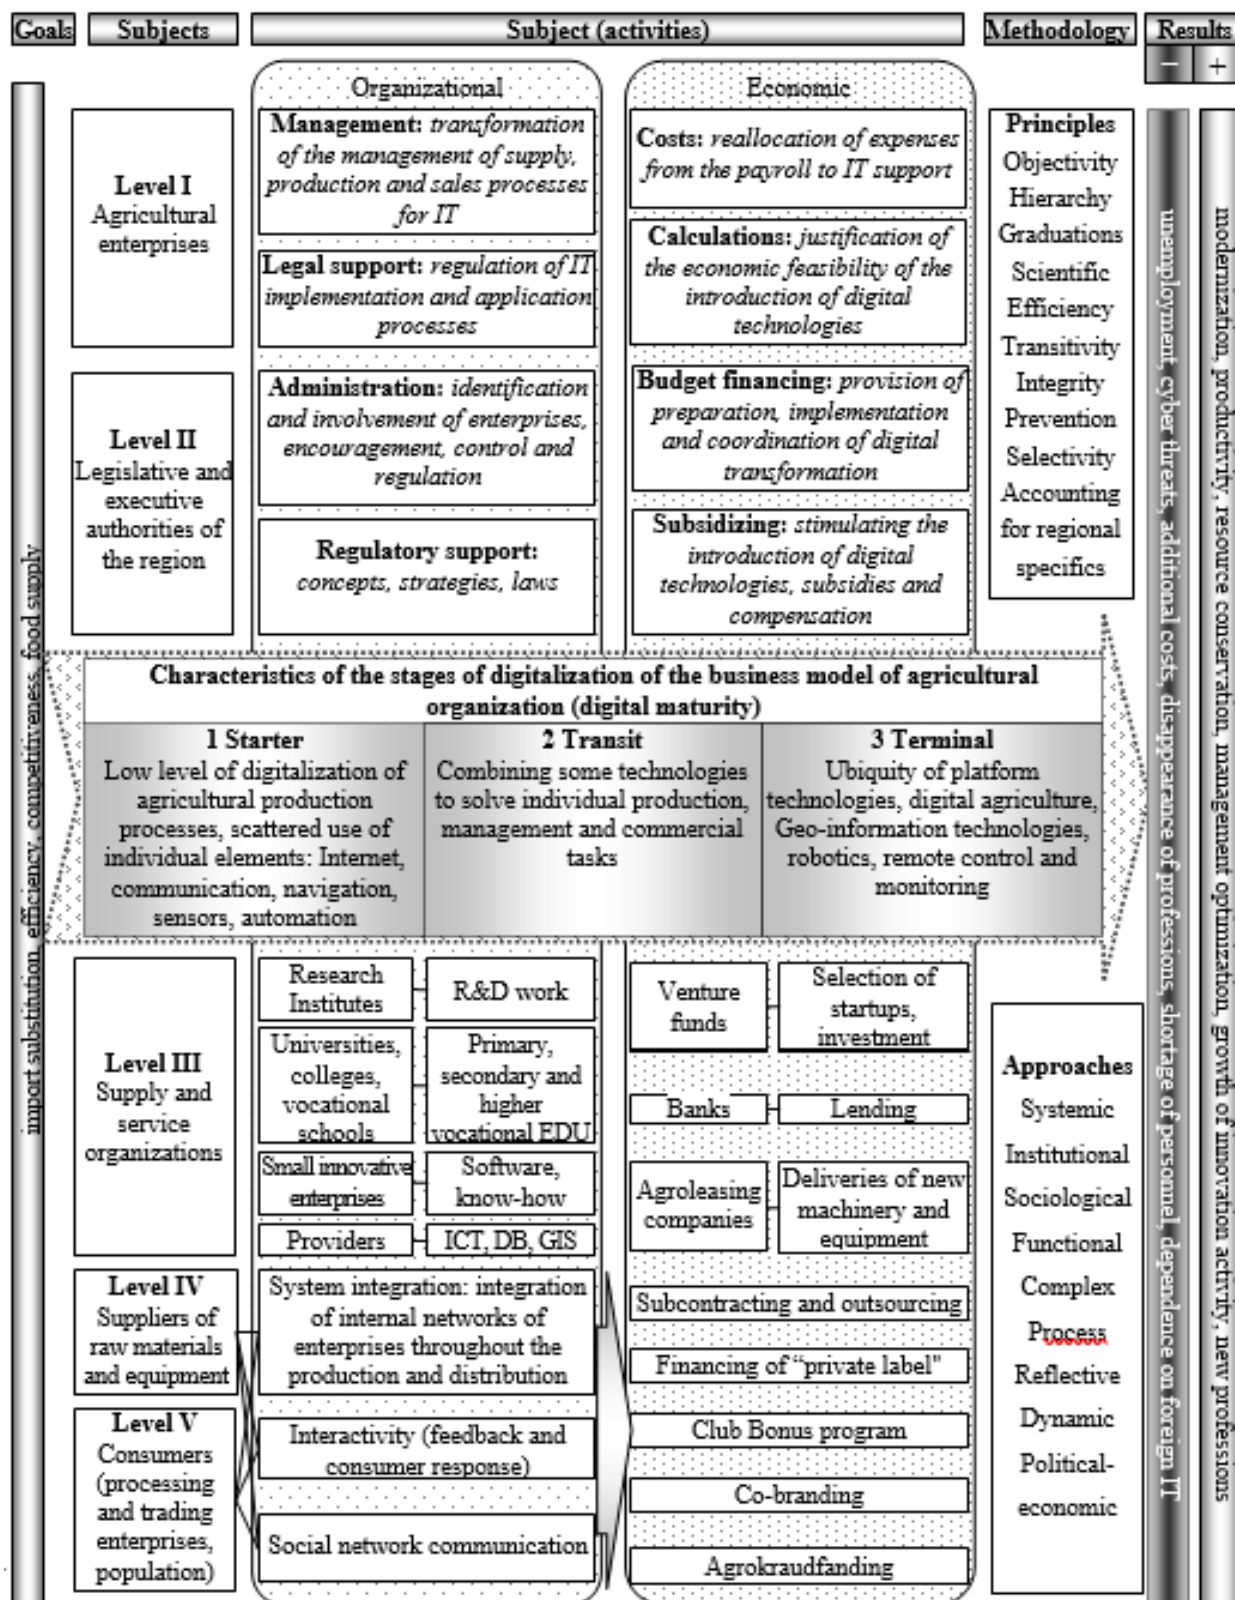 Goals
Subjects
Subject (activities)
Methodology
Results
–
+
import substitution, efficiency, competitiveness, food supply
Level I
Agricultural
enterprises
Level II
Legislative and
executive
authorities of
the region
Organizational
Management: transformation
of the management of supply,
production and sales processes
for IT
Legal support: regulation of IT
implementation and application
processes
Administration: identification
and involvement of enterprises,
encouragement, control and
regulation
Regulatory support:
concepts, strategies, laws
Economic
Costs: reallocation of expenses
from the payroll to IT support
Calculations: justification of
the economic feasibility of the
introduction of digital
technologies
Budget financing: provision of
preparation, implementation
and coordination of digital
transformation
Subsidizing: stimulating the
introduction of digital
technologies, subsidies and
compensation
Principles
Objectivity
Hierarchy
Graduations
Scientific
Efficiency
Transitivity
Integrity
Prevention
Selectivity
Accounting
for regional
specifics
unemployment, cyber threats, additional costs, disappearance of professions, shortage of personnel, dependence on foreign IT
modernization, productivity, resource conservation, management optimization, growth of innovation activity, new professions
Characteristics of the stages of digitalization of the business model of agricultural
organization (digital maturity)
1 Starter
Low level of digitalization of
agricultural production
processes, scattered use of
individual elements: Internet,
communication, navigation,
sensors, automation
2 Transit
Combining some technologies
to solve individual production,
management and commercial
tasks
3 Terminal
Ubiquity of platform
technologies, digital agriculture,
Geo-information technologies,
robotics, remote control and
monitoring
Level III
Supply and
service
organizations
Research
Institutes
R&D work
Universities,
colleges,
vocational
schools
Primary,
secondary and
higher
vocational EDU
Small innovative
enterprises
Software,
know-how
Providers
ICT, DB, GIS
Venture
funds
Selection of
startups,
investment
Banks
Lending
Agroleasing
companies
Deliveries of new
machinery and
equipment
Level IV
Suppliers of
raw materials
and equipment
Level V
Consumers
(processing
and trading
enterprises,
population)
System integration: integration
of internal networks of
enterprises throughout the
production and distribution
Interactivity (feedback and
consumer response)
Social network communication
Subcontracting and outsourcing
Financing of “private label"
Club Bonus program
Co-branding
Agrokraudfanding
Approaches
Systemic
Institutional
Sociological
Functional
Complex
Process
Reflective
Dynamic
Political-
economic